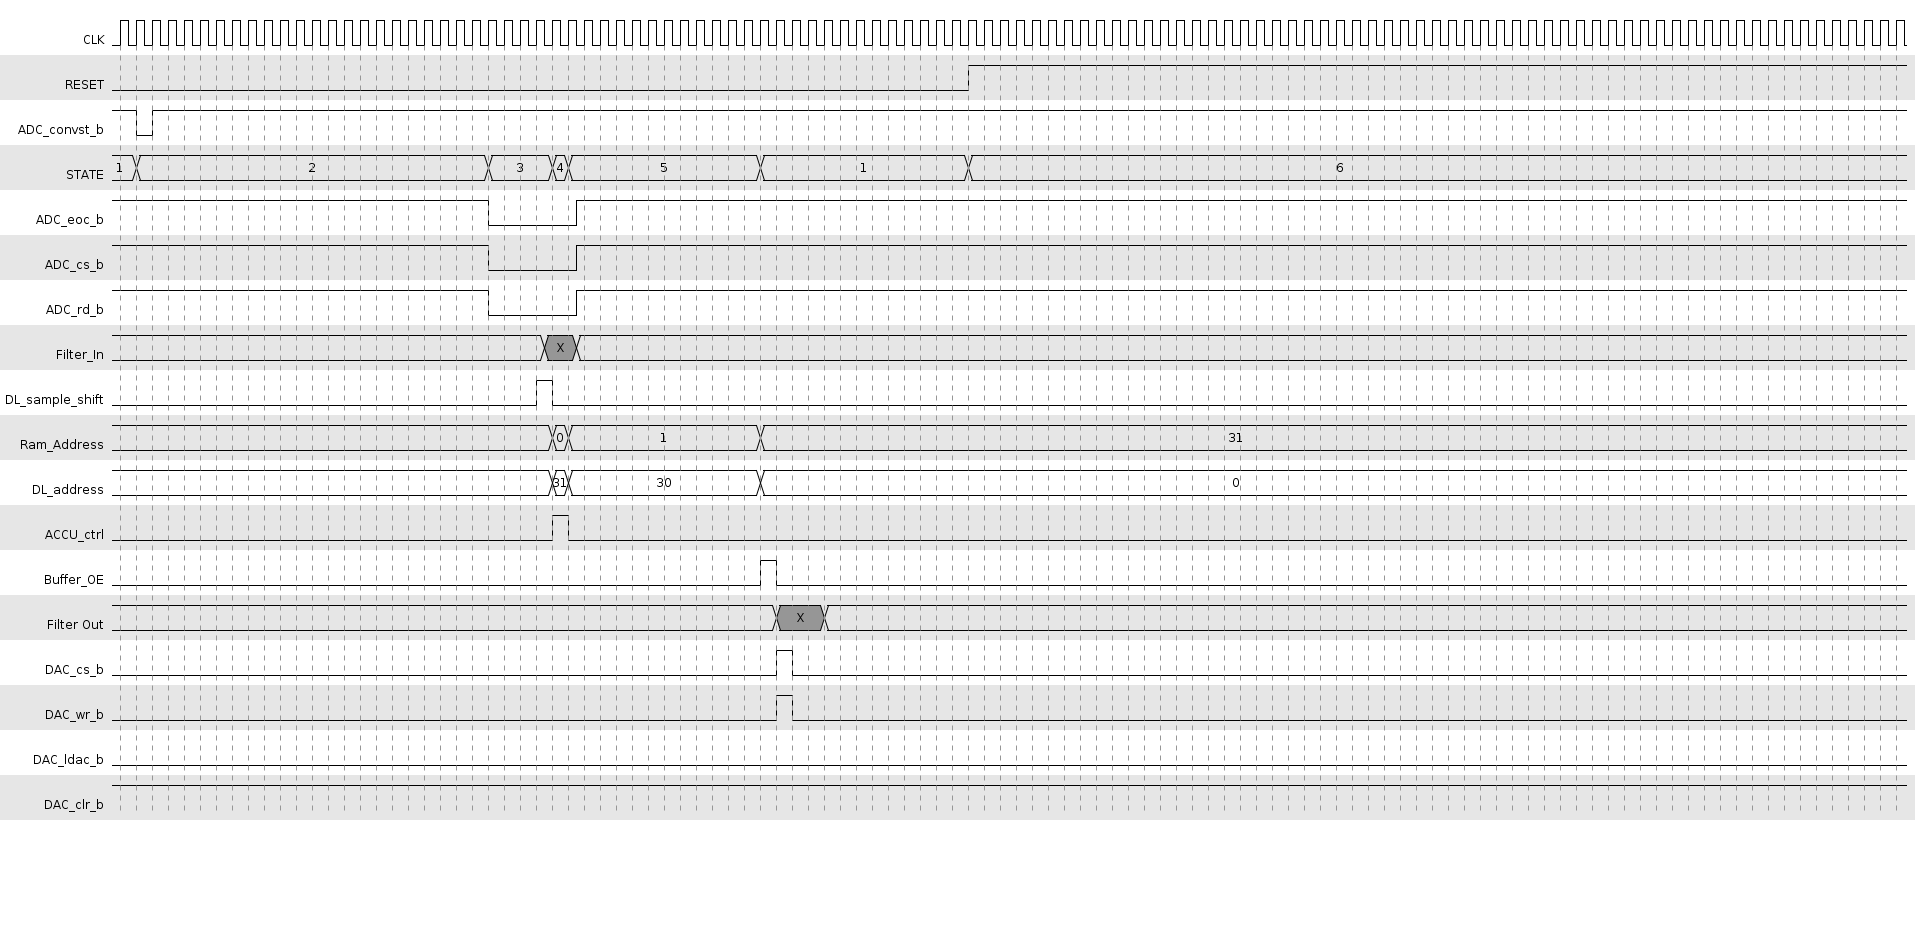 CLK
RESET
ADC_convst_b
STATE 1 2 3 4 5 1 6
ADC_eoc_b
ADC_cs_b
ADC_rd_b
Filter_In X
DL_sample_shift
Ram_Address 0 1 31
DL_address 31 30 0
ACCU_ctrl
Buffer_OE
Filter Out X
DAC_cs_b
DAC_wr_b
DAC_ldac_b
DAC_clr_b